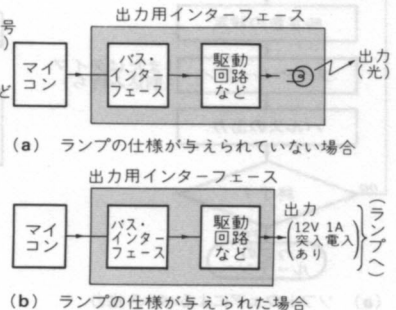 号
)
ど
出力用インターフェース
マイ
コン
バス・
インター
フェース
駆動
回路
など
出力
(光)
(a) ランプの仕様が与えられていない場合
出力用インターフェース
マイ
コン
バス・
インター
フェース
駆動
回路
など
出力
12V 1A
突入電入
あり
(ランプへ)
(b) ランプの仕様が与えられた場合